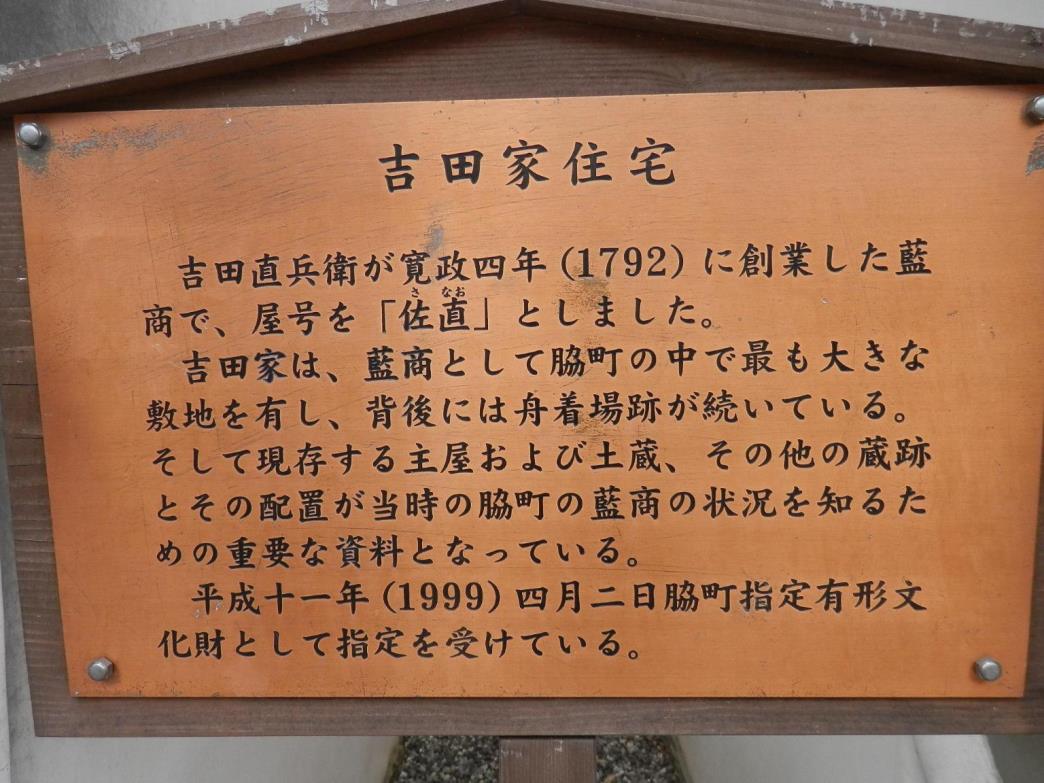 吉田家住宅
吉田直兵衛が寛政四年(1792)に創業した藍
商で、屋号を「佐直」としました。
吉田家は、藍商として脇町の中で最も大きな
敷地を有し、背後には舟着場跡が続いている。
そして現存する主屋および土蔵、その他の蔵跡
とその配置が当時の脇町の藍商の状況を知るた
めの重要な資料となっている。
平成十一年(1999)四月二日脇町指定有形文
化財として指定を受けている。